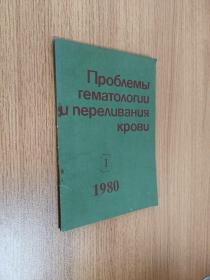 Проблемы
гематологии
и переливания
крови
1
1980